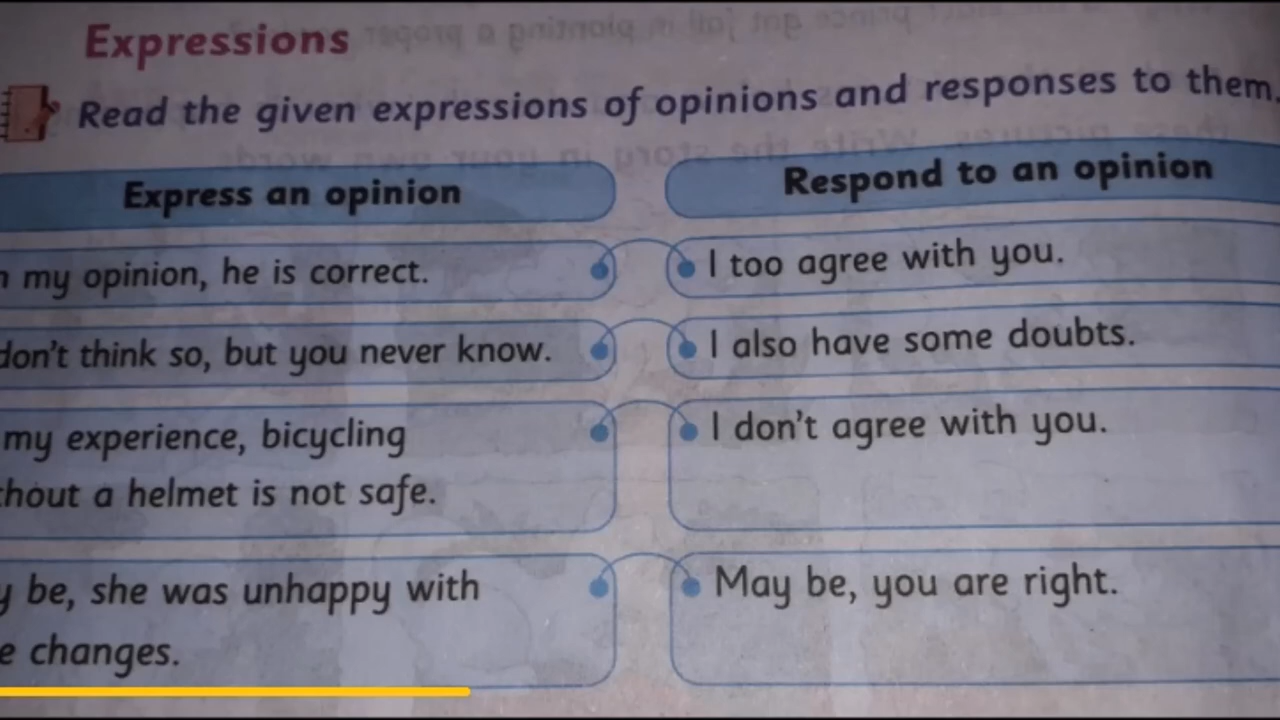 Expressions
Read the given expressions of opinions and responses to them.
Express an opinion
Respond to an opinion
my opinion, he is correct.
I too agree with you.
don't think so, but you never know.
I also have some doubts.
my experience, bicycling
I don't agree with you.
thout a helmet is not safe.
y be, she was unhappy with
May be, you are right.
e changes.